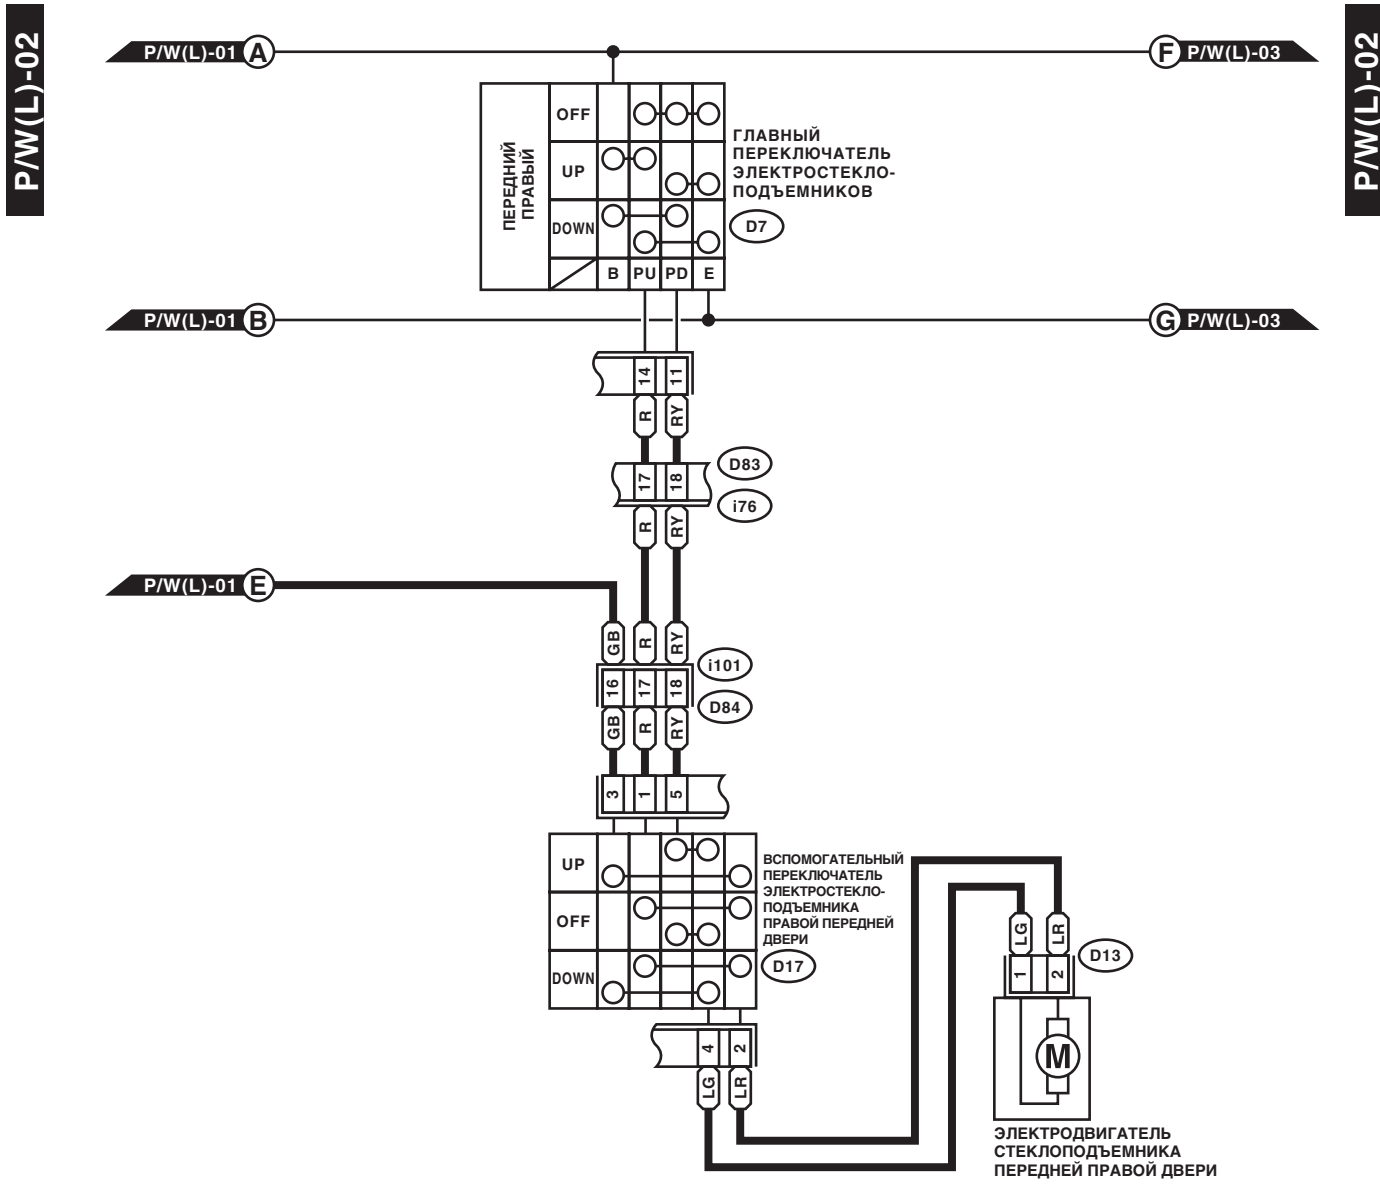 P/W(L)-02
P/W(L)-02
P/W(L)-01 A
F P/W(L)-03
ПЕРЕДНИЙ
ПРАВЫЙ
OFF
UP
DOWN
B PU PD E
ГЛАВНЫЙ
ПЕРЕКЛЮЧАТЕЛЬ
ЭЛЕКТРОСТЕКЛО-
ПОДЪЕМНИКОВ
D7
P/W(L)-01 B
G P/W(L)-03
14 11
R RY
17 18
D83
i76
R RY
P/W(L)-01 E
GB R RY
16 17 18
i101
D84
GB R RY
3 1 5
UP
OFF
DOWN
ВСПОМОГАТЕЛЬНЫЙ
ПЕРЕКЛЮЧАТЕЛЬ
ЭЛЕКТРОСТЕКЛО-
ПОДЪЕМНИКА
ПРАВОЙ ПЕРЕДНЕЙ
ДВЕРИ
D17
4 2
LG LR
LG LR
1 2
D13
M
ЭЛЕКТРОДВИГАТЕЛЬ
СТЕКЛОПОДЪЕМНИКА
ПЕРЕДНЕЙ ПРАВОЙ ДВЕРИ